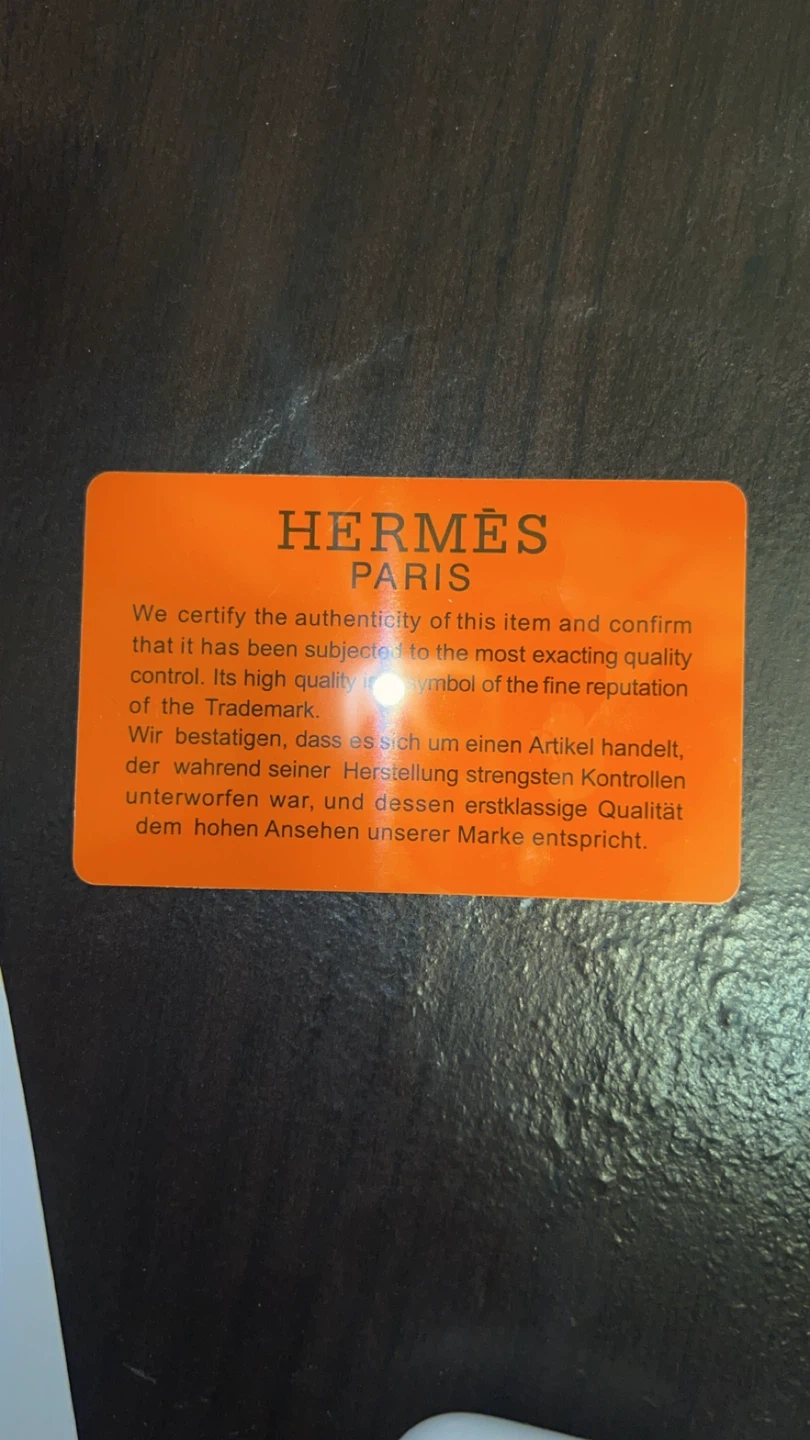 HERMÈS
PARIS
We certify the authenticity of this item and confirm
that it has been subjected to the most exacting quality
control. Its high quality symbol of the fine reputation
of the Trademark.
Wir bestatigen, dass es sich um einen Artikel handelt,
der wahrend seiner Herstellung strengsten Kontrollen
unterworfen war, und dessen erstklassige Qualität
dem hohen Ansehen unserer Marke entspricht.